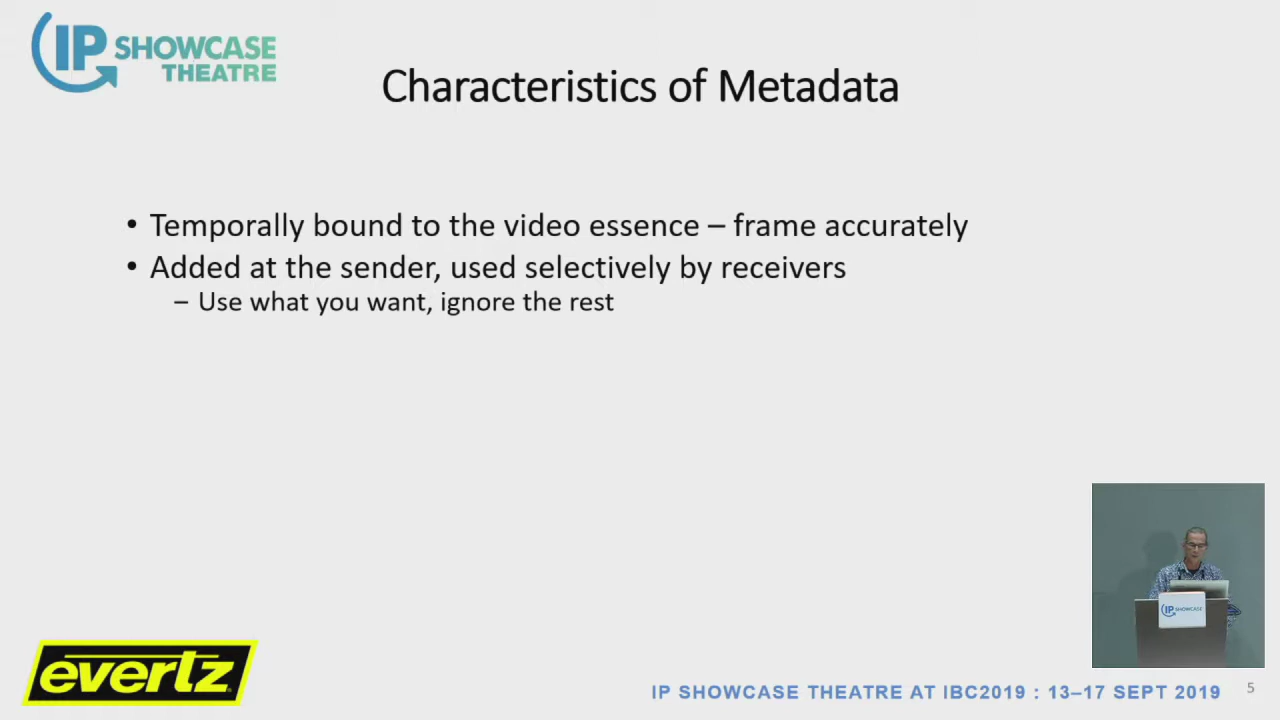 IP SHOWCASE
THEATRE
Characteristics of Metadata
• Temporally bound to the video essence – frame accurately
• Added at the sender, used selectively by receivers
– Use what you want, ignore the rest
IP SHOWCASE
evertz
IP SHOWCASE THEATRE AT IBC2019 : 13–17 SEPT 2019
5